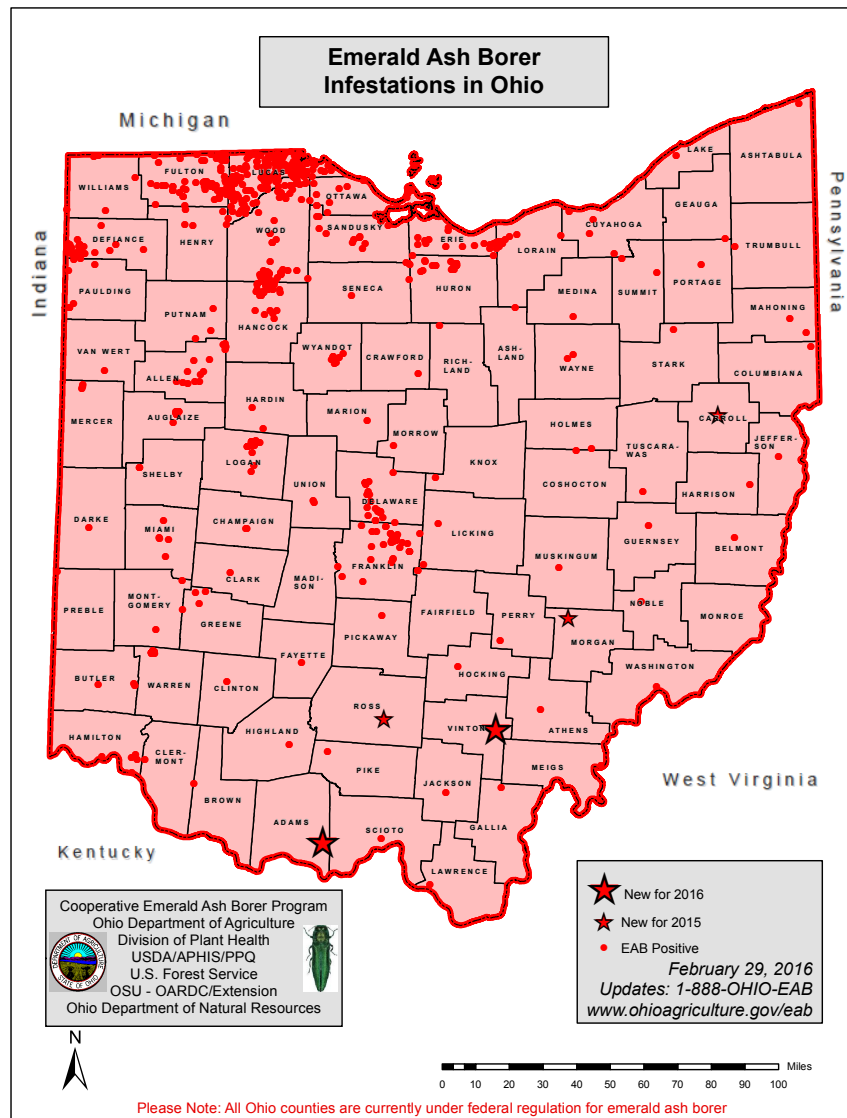 Emerald Ash Borer
Infestations in Ohio
Michigan
Pennsylvania
Indiana
LAKE
ASHTABULA
FULTON
LUCAS
WILLIAMS
OTTAWA
GEAUGA
CUYAHOGA
SANDUSKY
DEFIANCE
HENRY
WOOD
ERIE
LORAIN
TRUMBULL
PAULDING
SENECA
HURON
MEDINA
SUMMIT
PORTAGE
MAHONING
PUTNAM
HANCOCK
VAN WERT
WYANDOT
CRAWFORD
RICH-
LAND
ASH-
LAND
WAYNE
STARK
COLUMBIANA
ALLEN
HARDIN
MERCER
AUGLAIZE
MARION
MORROW
HOLMES
CARROLL
TUSCARA-
WAS
JEFFER-
SON
LOGAN
KNOX
SHELBY
UNION
DELAWARE
COSHOCTON
HARRISON
DARKE
MIAMI
CHAMPAIGN
LICKING
GUERNSEY
BELMONT
MUSKINGUM
CLARK
MADI-
SON
FRANKLIN
PREBLE
MONT-
GOMERY
GREENE
FAIRFIELD
PERRY
NOBLE
MONROE
PICKAWAY
MORGAN
FAYETTE
HOCKING
WASHINGTON
BUTLER
WARREN
CLINTON
ROSS
VINTON
ATHENS
HAMILTON
CLER-
MONT
HIGHLAND
PIKE
JACKSON
MEIGS
West Virginia
BROWN
ADAMS
SCIOTO
GALLIA
LAWRENCE
Kentucky
Cooperative Emerald Ash Borer Program
Ohio Department of Agriculture
Division of Plant Health
USDA/APHIS/PPQ
U.S. Forest Service
OSU - OARDC/Extension
Ohio Department of Natural Resources
DEPARTMENT OF AGRICULTURE
STATE OF OHIO
New for 2016
New for 2015
EAB Positive
February 29, 2016
Updates: 1-888-OHIO-EAB
www.ohioagriculture.gov/eab
N
Miles
0 10 20 30 40 50 60 70 80 90 100
Please Note: All Ohio counties are currently under federal regulation for emerald ash borer